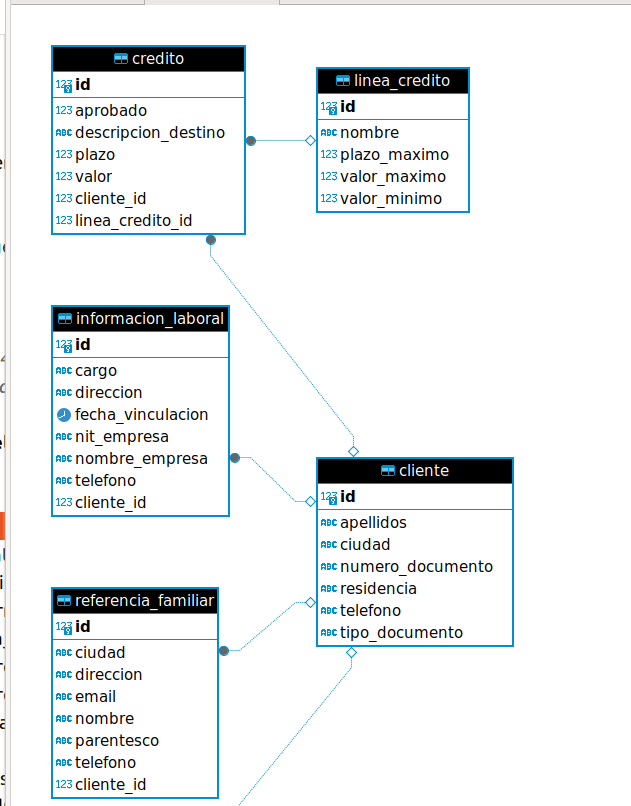 credito
123 id
123 aprobado
ABC descripcion_destino
123 plazo
123 valor
123 cliente_id
123 linea_credito_id
linea_credito
123 id
ABC nombre
123 plazo_maximo
123 valor_maximo
123 valor_minimo
informacion_laboral
123 id
ABC cargo
ABC direccion
fecha_vinculacion
ABC nit_empresa
ABC nombre_empresa
ABC telefono
123 cliente_id
cliente
123 id
ABC apellidos
ABC ciudad
ABC numero_documento
ABC residencia
ABC telefono
ABC tipo_documento
referencia_familiar
123 id
ABC ciudad
ABC direccion
ABC email
ABC nombre
ABC parentesco
ABC telefono
123 cliente_id